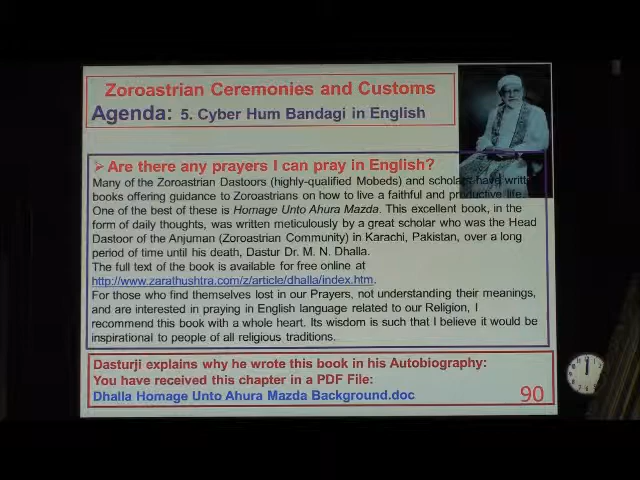 Zoroastrian Ceremonies and Customs
Agenda: 5. Cyber Hum Bandagi in English
➢ Are there any prayers I can pray in English?
Many of the Zoroastrian Dastoors (highly-qualified Mobeds) and scholars have written
books offering guidance to Zoroastrians on how to live a faithful and productive life.
One of the best of these is Homage Unto Ahura Mazda. This excellent book, in the
form of daily thoughts, was written meticulously by a great scholar who was the Head
Dastoor of the Anjuman (Zoroastrian Community) in Karachi, Pakistan, over a long
period of time until his death, Dastur Dr. M. N. Dhalla.
The full text of the book is available for free online at
http://www.zarathushtra.com/z/article/dhalla/index.htm.
For those who find themselves lost in our Prayers, not understanding their meanings,
and are interested in praying in English language related to our Religion, I
recommend this book with a whole heart. Its wisdom is such that I believe it would be
inspirational to people of all religious traditions.
Dasturji explains why he wrote this book in his Autobiography:
You have received this chapter in a PDF File:
Dhalla Homage Unto Ahura Mazda Background.doc
90